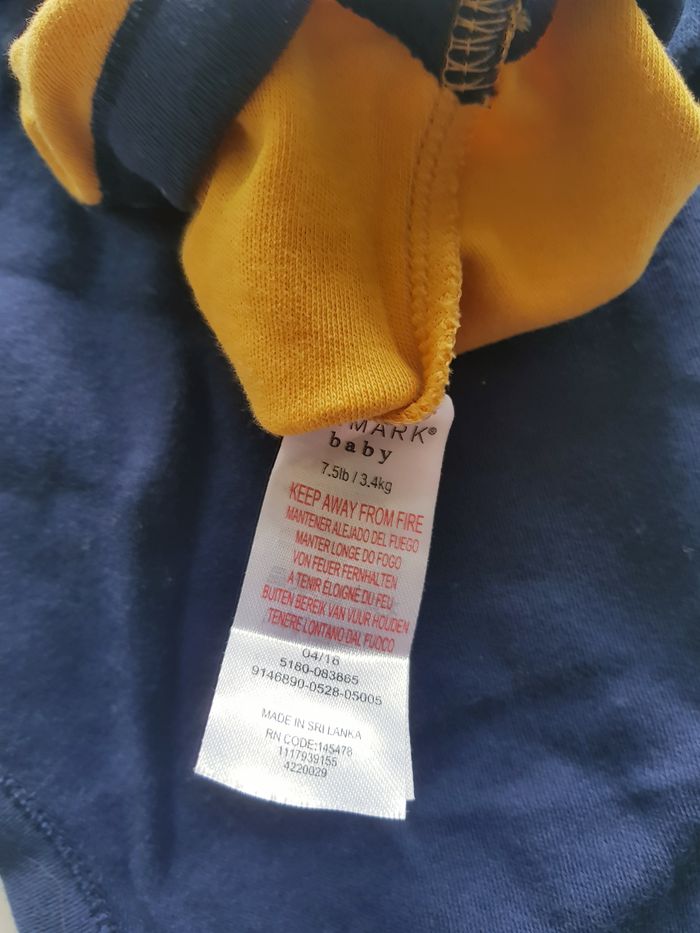 MARK®
baby
7.5lb / 3.4kg
KEEP AWAY FROM FIRE
MANTENER ALEJADO DEL FUEGO
MANTER LONGE DO FOGO
VON FEUER FERNHALTEN
A TENIR ÉLOIGNÉ DU FEU
BUITEN BEREIK VAN VUUR HOUDEN
TENERE LONTANO DAL FUOCO
04/18
5180-083865
9146890-0528-05005
MADE IN SRI LANKA
RN CODE:145478
1117939155
4220029